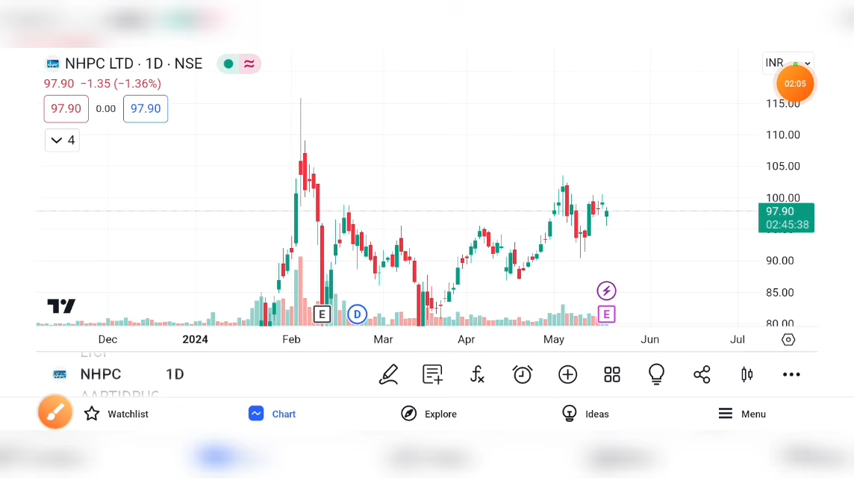 NHPC LTD · 1D · NSE
INR
97.90 −1.35 (−1.36%)
02:05
97.90 0.00 97.90
115.00
4
110.00
105.00
100.00
97.90
02:45:38
90.00
85.00
80.00
E D E
Dec 2024 Feb Mar Apr May Jun Jul
NHPC 1D
Watchlist Chart Explore Ideas Menu